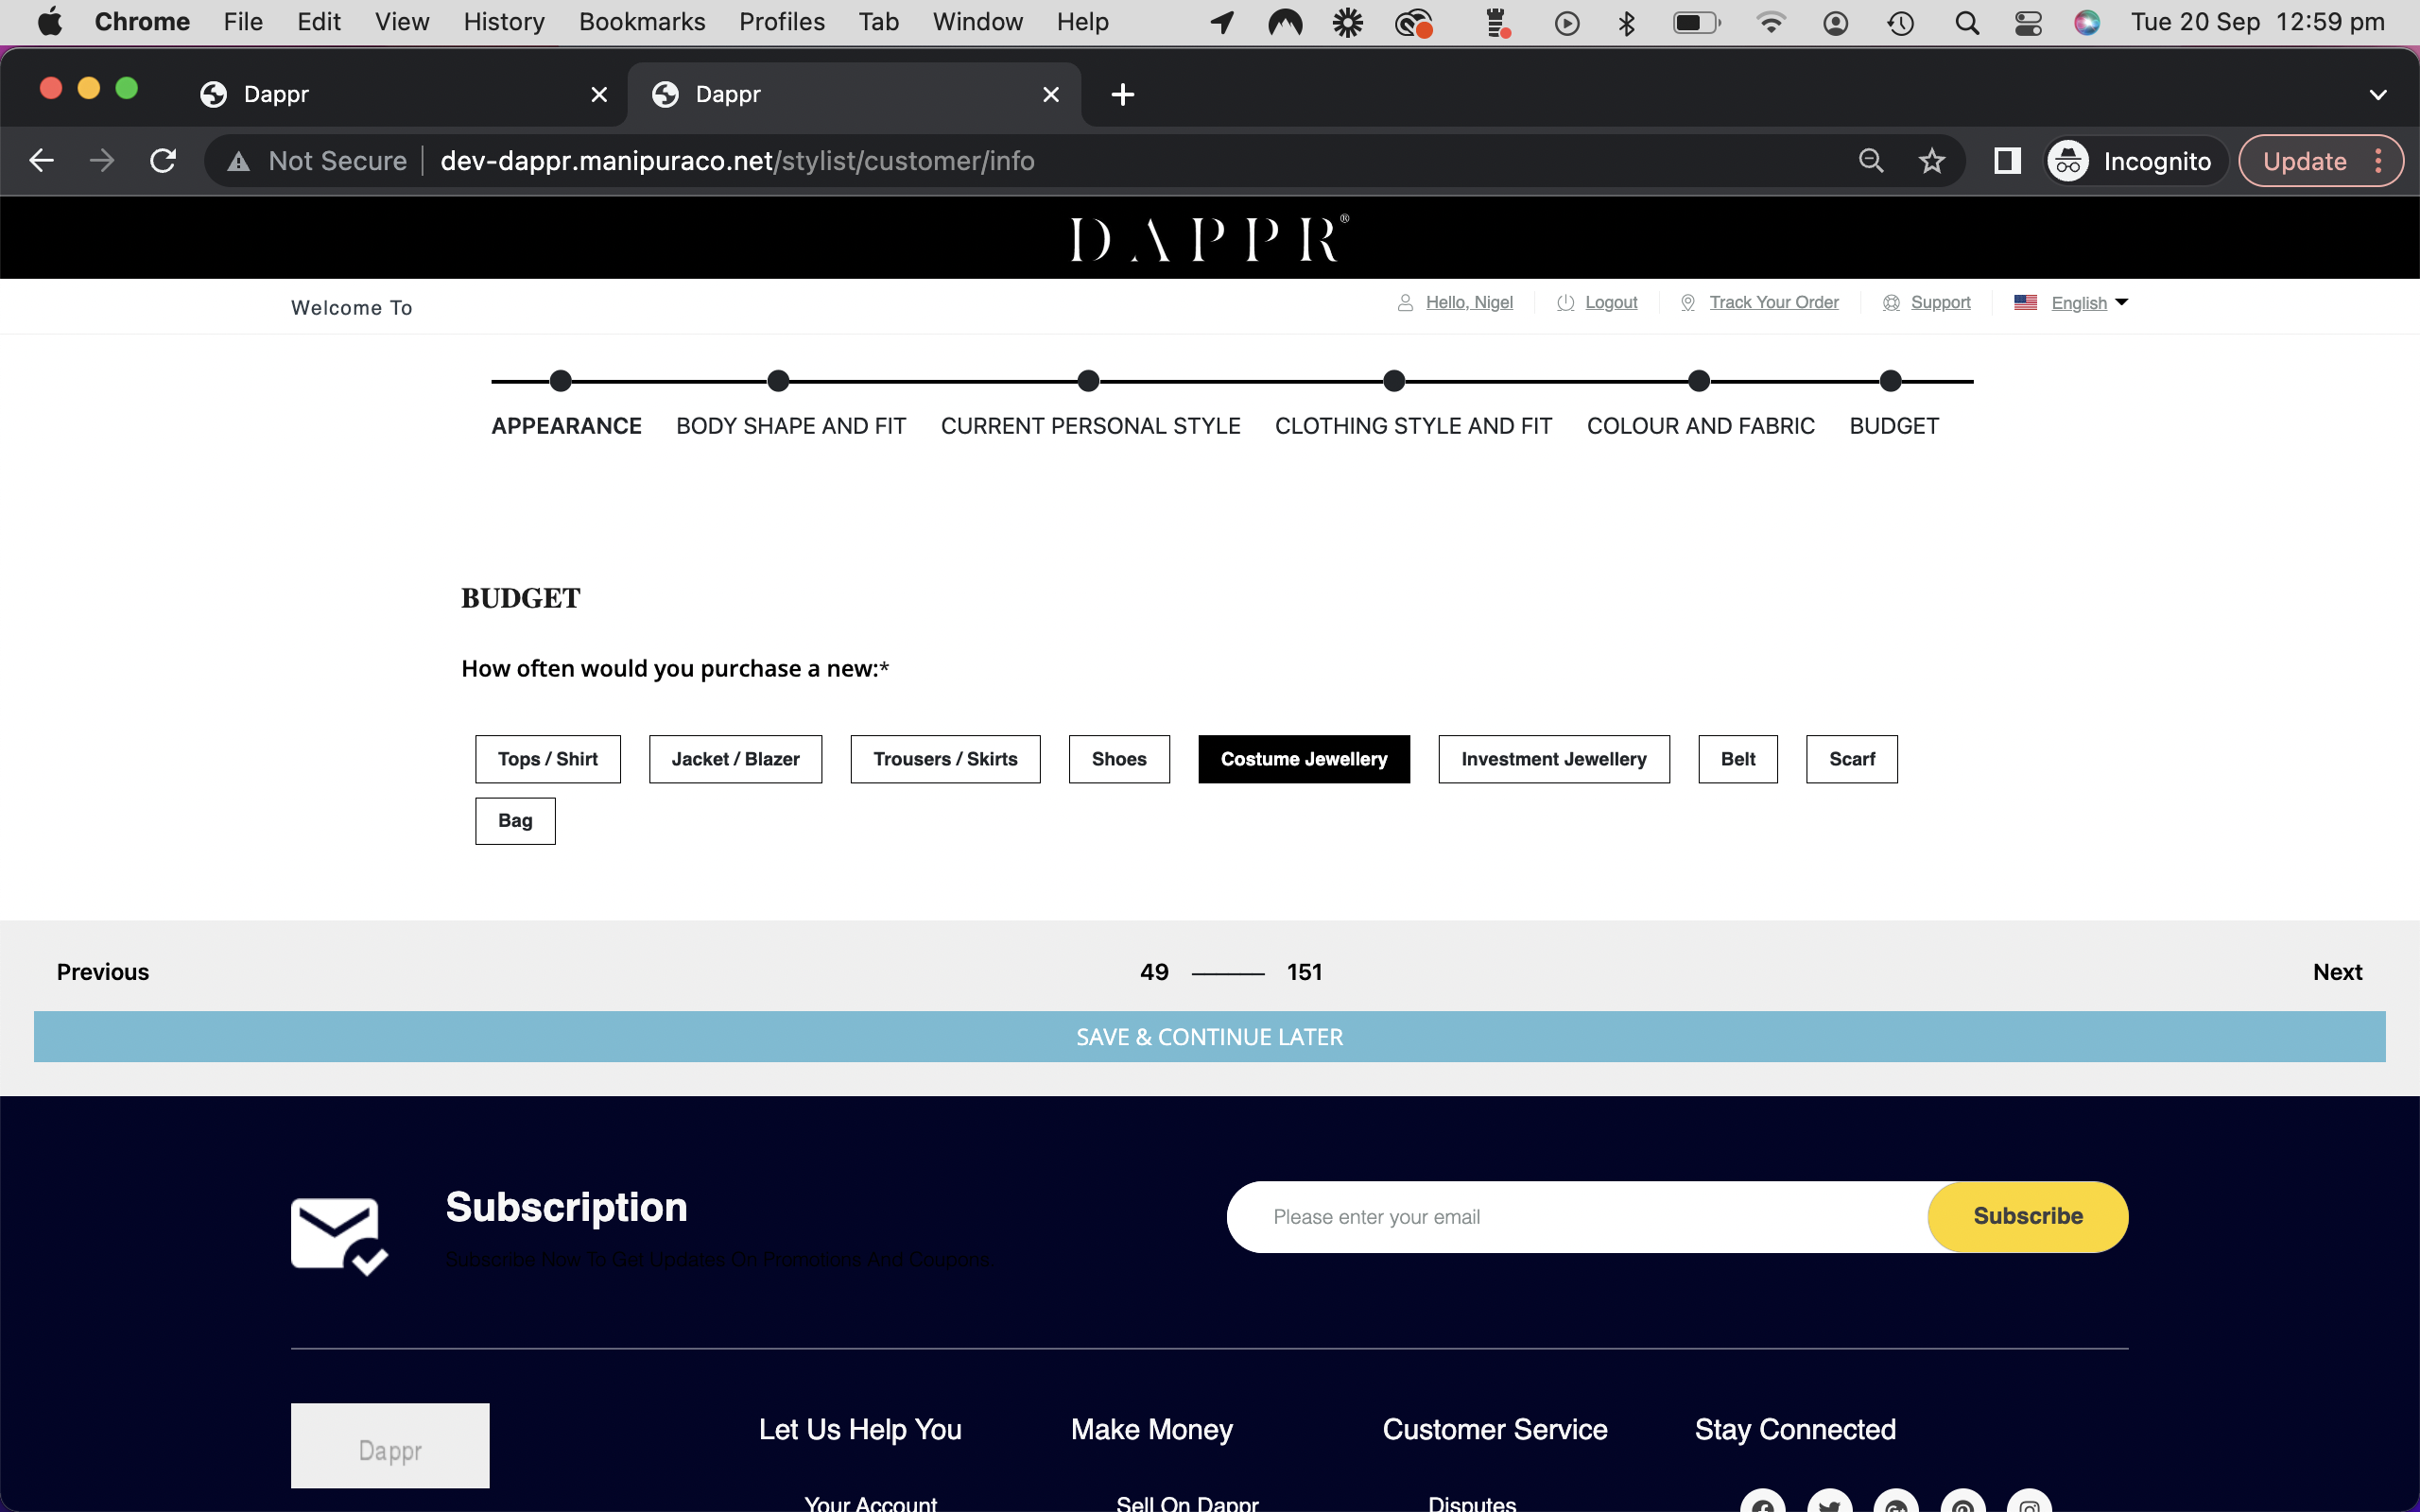 Chrome File Edit View History Bookmarks Profiles Tab Window Help Tue 20 Sep 12:59 pm
Dappr Dappr
Not Secure dev-dappr.manipuraco.net/stylist/customer/info Incognito Update
DAPPR®
Welcome To Hello, Nigel Logout Track Your Order Support English
APPEARANCE BODY SHAPE AND FIT CURRENT PERSONAL STYLE CLOTHING STYLE AND FIT COLOUR AND FABRIC BUDGET
BUDGET
How often would you purchase a new:*
Tops / Shirt Jacket / Blazer Trousers / Skirts Shoes Costume Jewellery Investment Jewellery Belt Scarf
Bag
Previous 49 151 Next
SAVE & CONTINUE LATER
Subscription
Please enter your email Subscribe
Subscribe Now To Get Updates On Promotions And Coupons.
Let Us Help You Make Money Customer Service Stay Connected
Dappr
Your Account Sell On Dappr Disputes